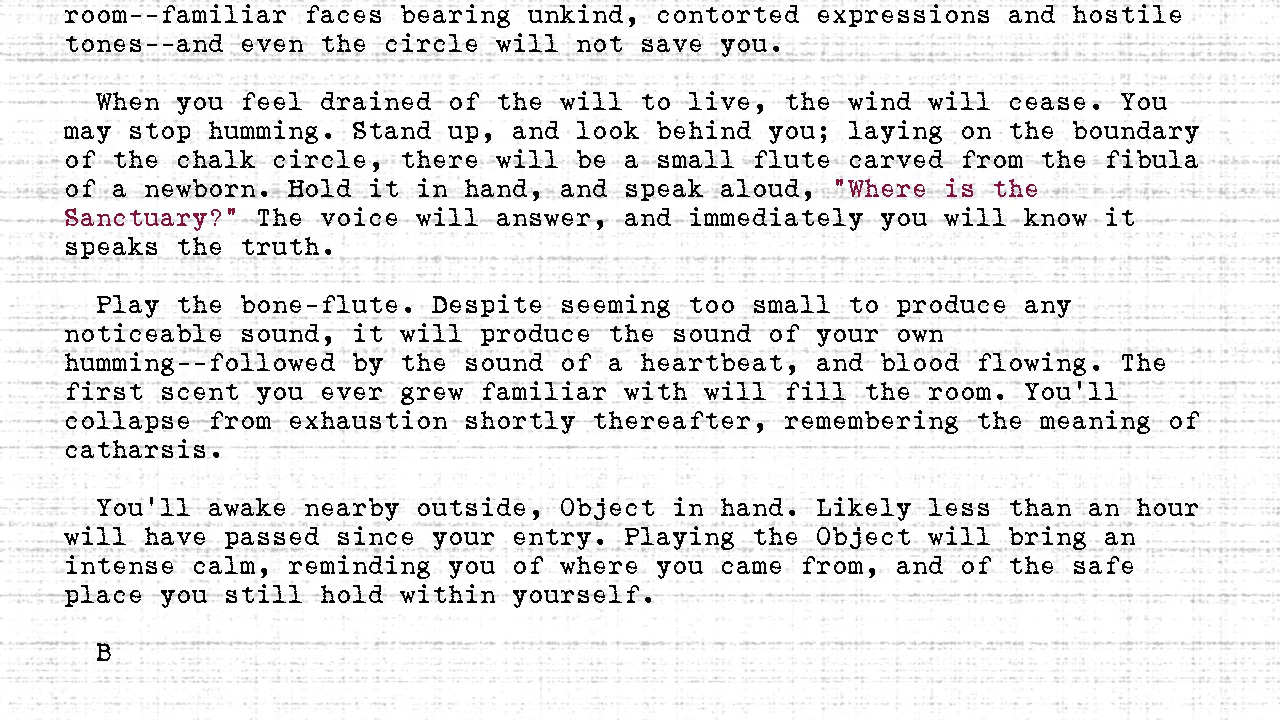 room--familiar faces bearing unkind, contorted expressions and hostile
tones--and even the circle will not save you.
When you feel drained of the will to live, the wind will cease. You
may stop humming. Stand up, and look behind you; laying on the boundary
of the chalk circle, there will be a small flute carved from the fibula
of a newborn. Hold it in hand, and speak aloud, "Where is the
Sanctuary?" The voice will answer, and immediately you will know it
speaks the truth.
Play the bone-flute. Despite seeming too small to produce any
noticeable sound, it will produce the sound of your own
humming--followed by the sound of a heartbeat, and blood flowing. The
first scent you ever grew familiar with will fill the room. You'll
collapse from exhaustion shortly thereafter, remembering the meaning of
catharsis.
You'll awake nearby outside, Object in hand. Likely less than an hour
will have passed since your entry. Playing the Object will bring an
intense calm, reminding you of where you came from, and of the safe
place you still hold within yourself.
B